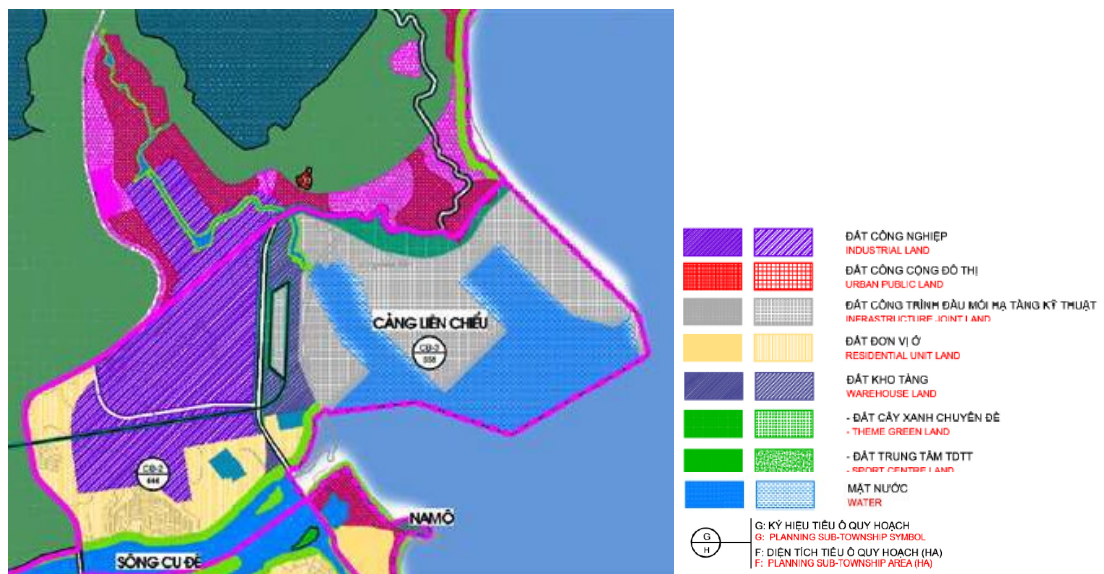 CẢNG LIÊN CHIỂU
CĐ-3
558
CĐ-2
666
NAM Ô
SÔNG CU ĐÊ
ĐẤT CÔNG NGHIỆP
INDUSTRIAL LAND
ĐẤT CÔNG CỘNG ĐÔ THỊ
URBAN PUBLIC LAND
ĐẤT CÔNG TRÌNH ĐẦU MỐI HẠ TẦNG KỸ THUẬT
INFRASTRUCTURE JOINT LAND
ĐẤT ĐƠN VỊ Ở
RESIDENTIAL UNIT LAND
ĐẤT KHO TÀNG
WAREHOUSE LAND
- ĐẤT CÂY XANH CHUYÊN ĐỀ
- THEME GREEN LAND
- ĐẤT TRUNG TÂM TDTT
- SPORT CENTRE LAND
MẶT NƯỚC
WATER
G
H
G: KÝ HIỆU TIỂU Ô QUY HOẠCH
G: PLANNING SUB-TOWNSHIP SYMBOL
F: DIỆN TÍCH TIỂU Ô QUY HOẠCH (HA)
F: PLANNING SUB-TOWNSHIP AREA (HA)